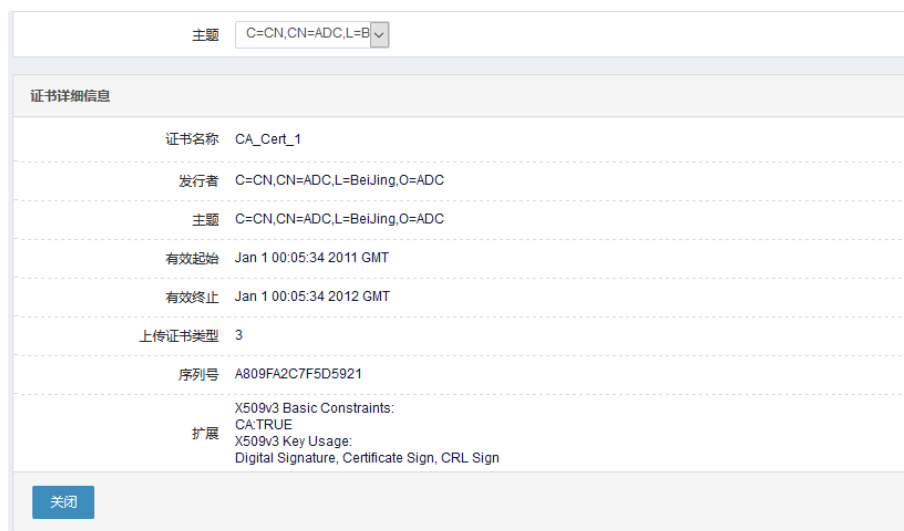 主题 C=CN,CN=ADC,L=B
证书详细信息
证书名称 CA_Cert_1
发行者 C=CN,CN=ADC,L=BeiJing,O=ADC
主题 C=CN,CN=ADC,L=BeiJing,O=ADC
有效起始 Jan 1 00:05:34 2011 GMT
有效终止 Jan 1 00:05:34 2012 GMT
上传证书类型 3
序列号 A809FA2C7F5D5921
扩展 X509v3 Basic Constraints:
CA:TRUE
X509v3 Key Usage:
Digital Signature, Certificate Sign, CRL Sign
关闭